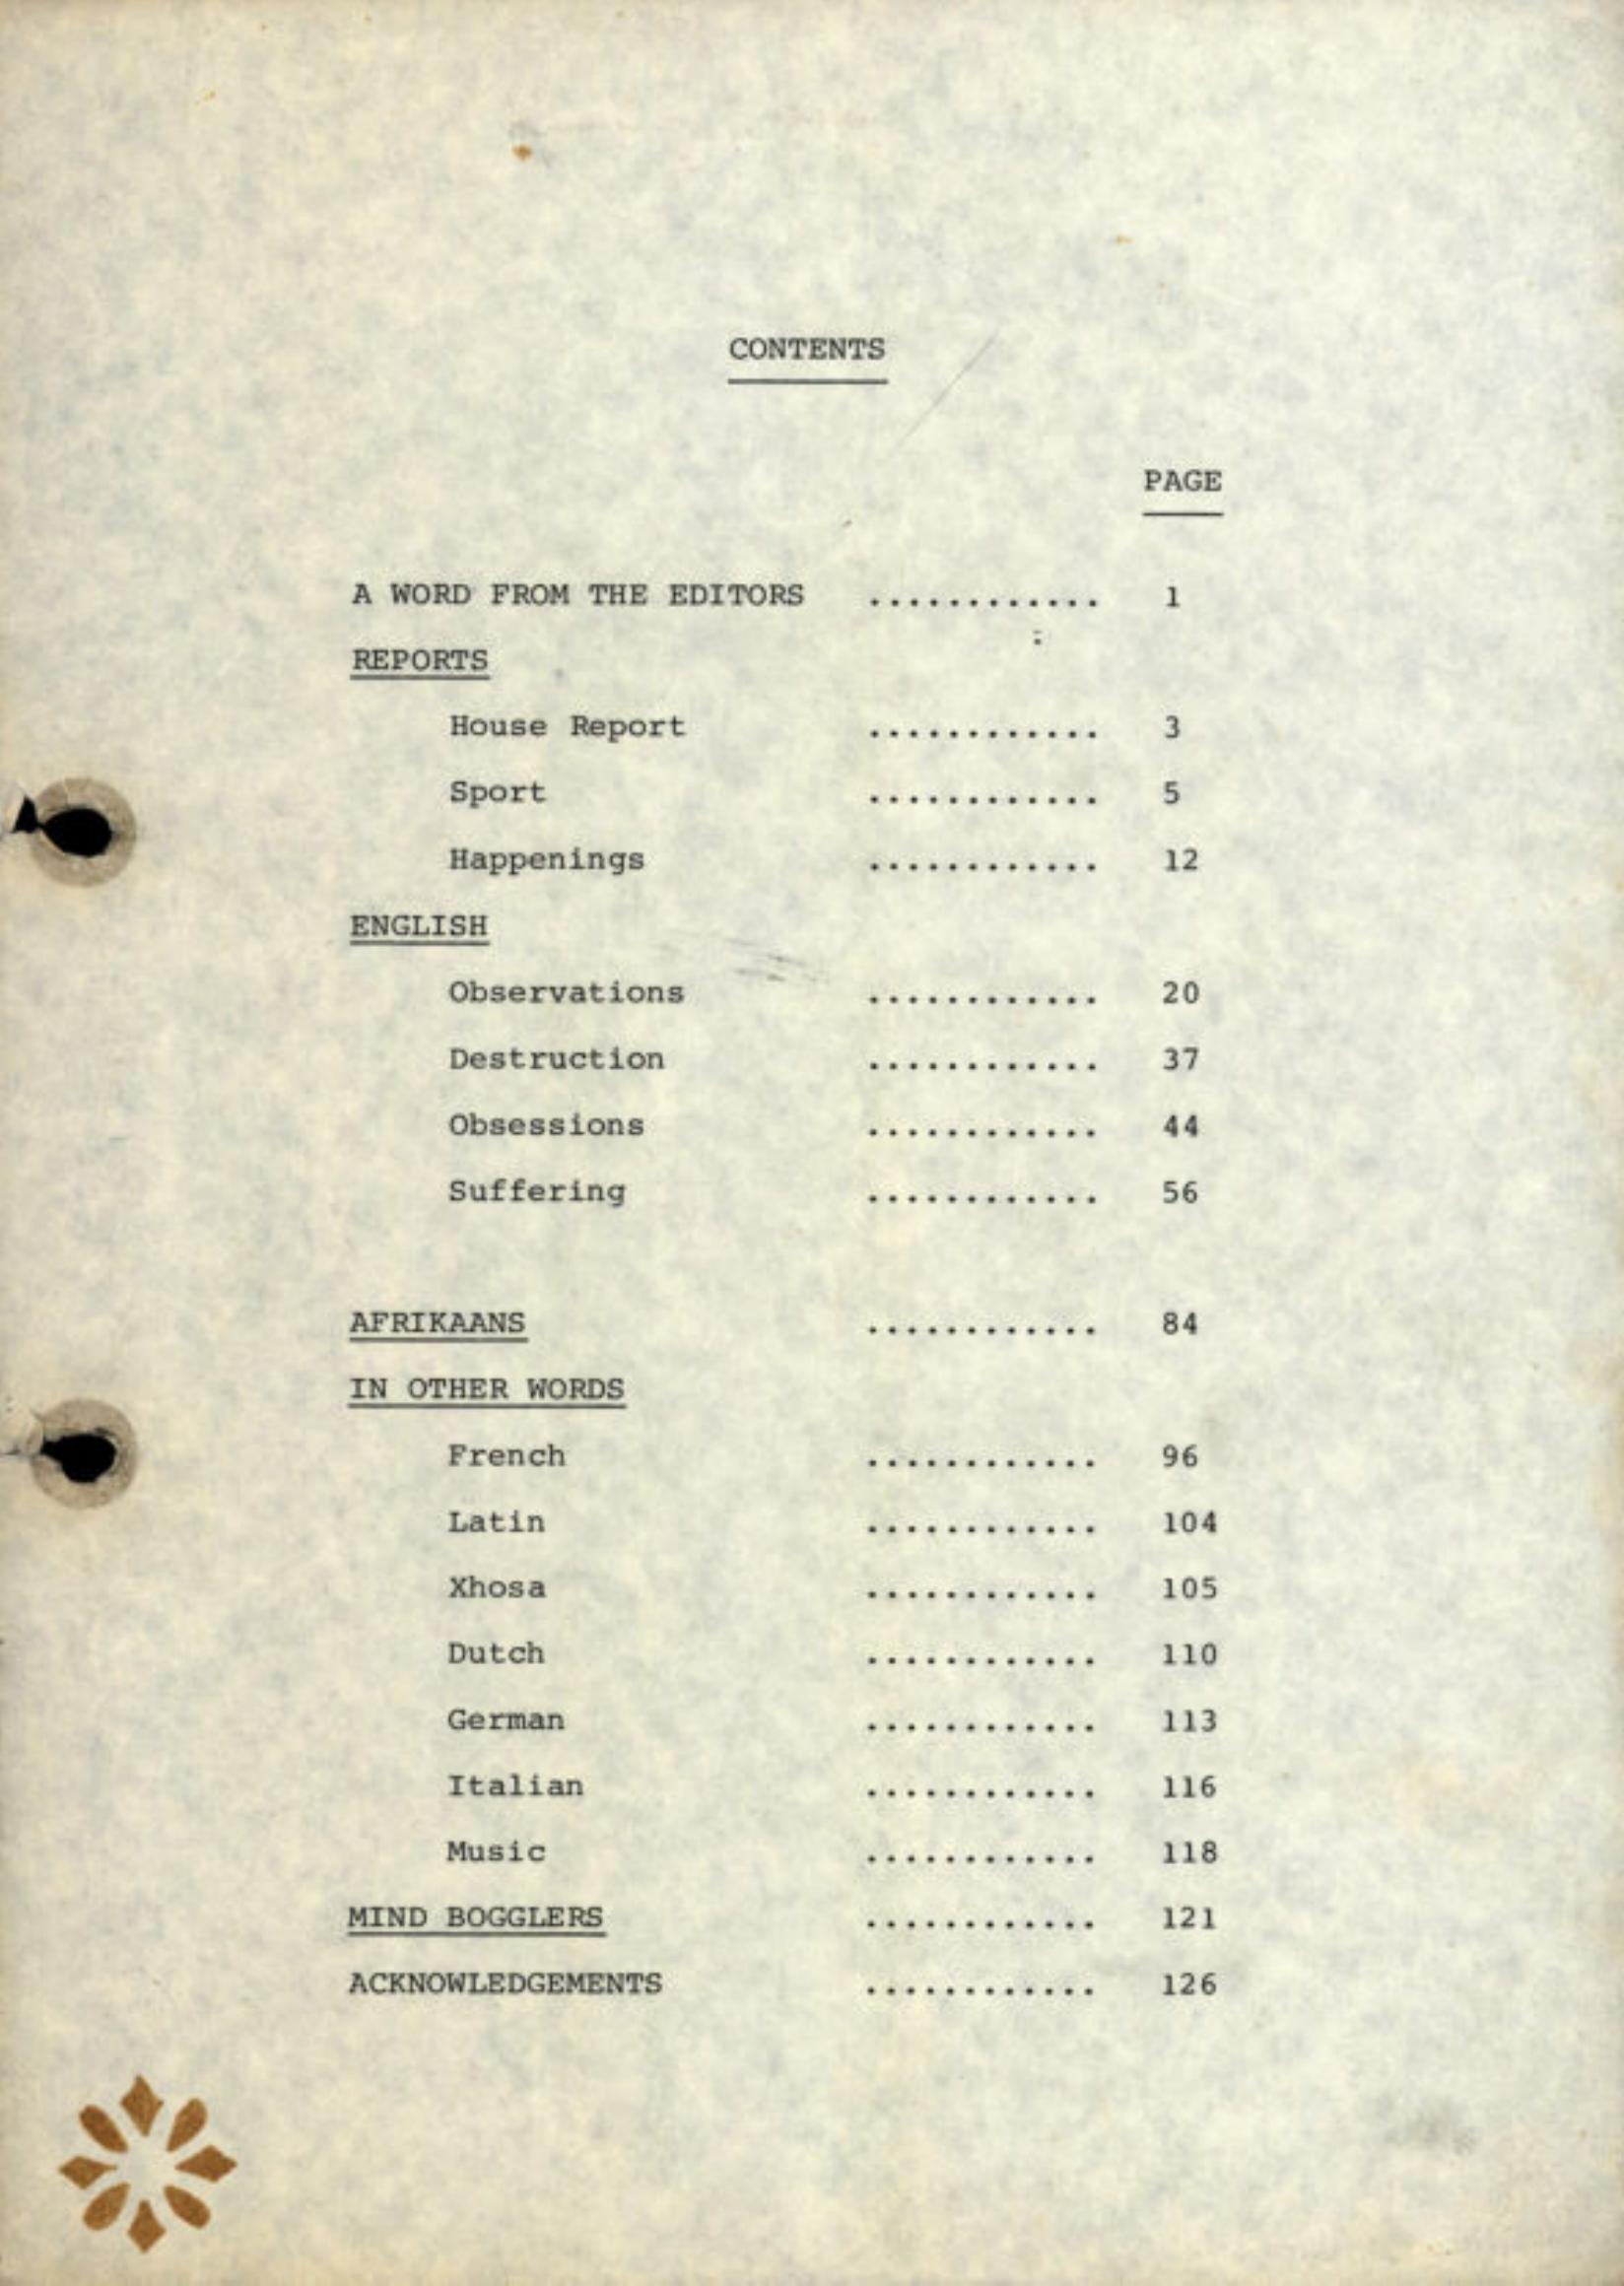 CONTENTS
PAGE
A WORD FROM THE EDITORS ............ 1
REPORTS
House Report ............ 3
Sport ............ 5
Happenings ............ 12
ENGLISH
Observations ............ 20
Destruction ............ 37
Obsessions ............ 44
Suffering ............ 56
AFRIKAANS ............ 84
IN OTHER WORDS
French ............ 96
Latin ............ 104
Xhosa ............ 105
Dutch ............ 110
German ............ 113
Italian ............ 116
Music ............ 118
MIND BOGGLERS ............ 121
ACKNOWLEDGEMENTS ............ 126